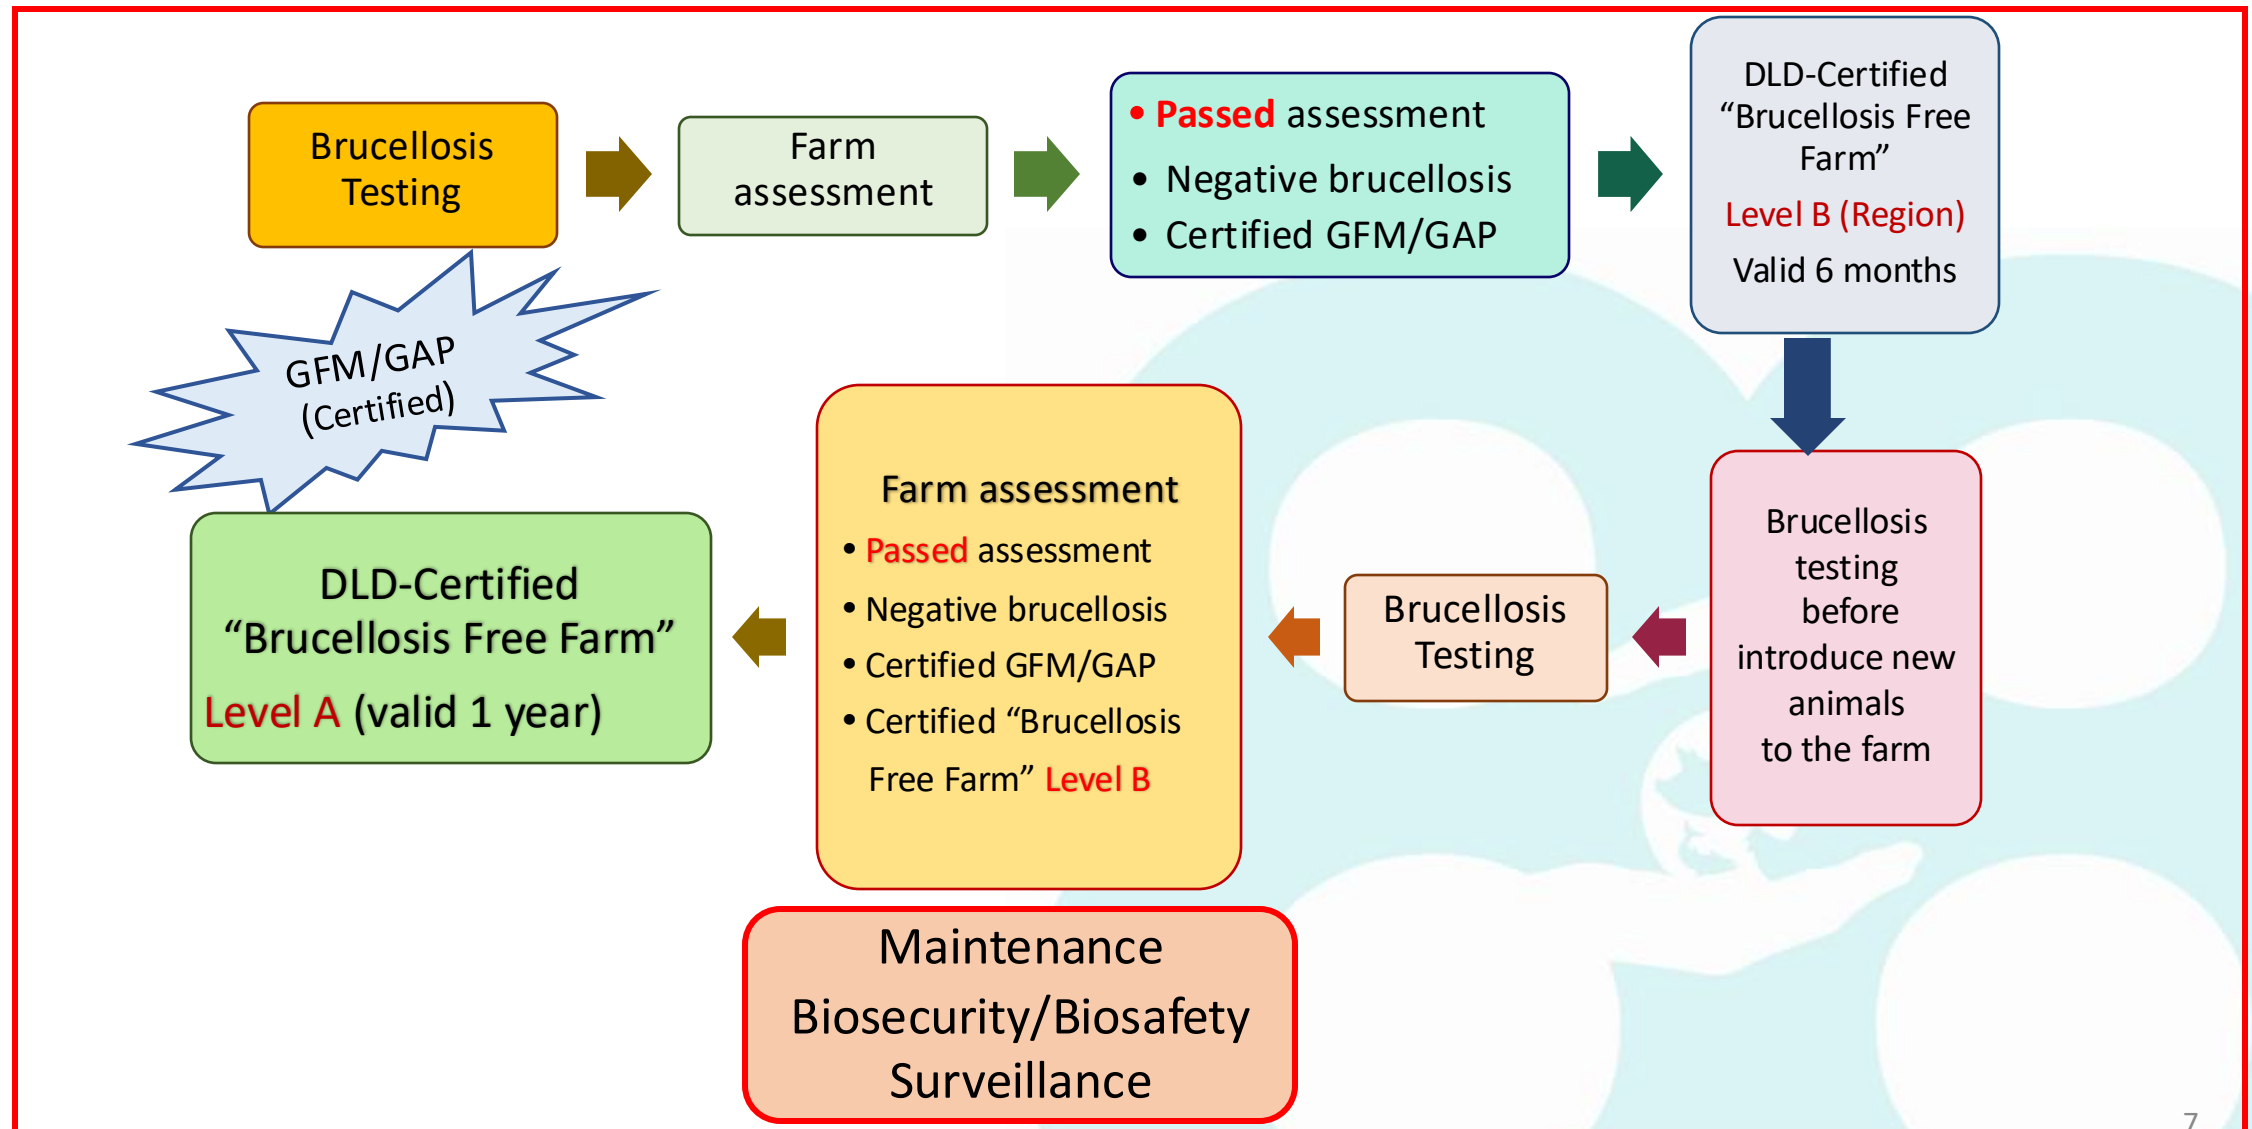 Brucellosis
Testing
Farm
assessment
• Passed assessment
• Negative brucellosis
• Certified GFM/GAP
DLD-Certified
“Brucellosis Free
Farm”
Level B (Region)
Valid 6 months
GFM/GAP
(Certified)
Brucellosis
testing
before
introduce new
animals
to the farm
Brucellosis
Testing
Farm assessment
• Passed assessment
• Negative brucellosis
• Certified GFM/GAP
• Certified “Brucellosis
Free Farm” Level B
DLD-Certified
“Brucellosis Free Farm”
Level A (valid 1 year)
Maintenance
Biosecurity/Biosafety
Surveillance
7